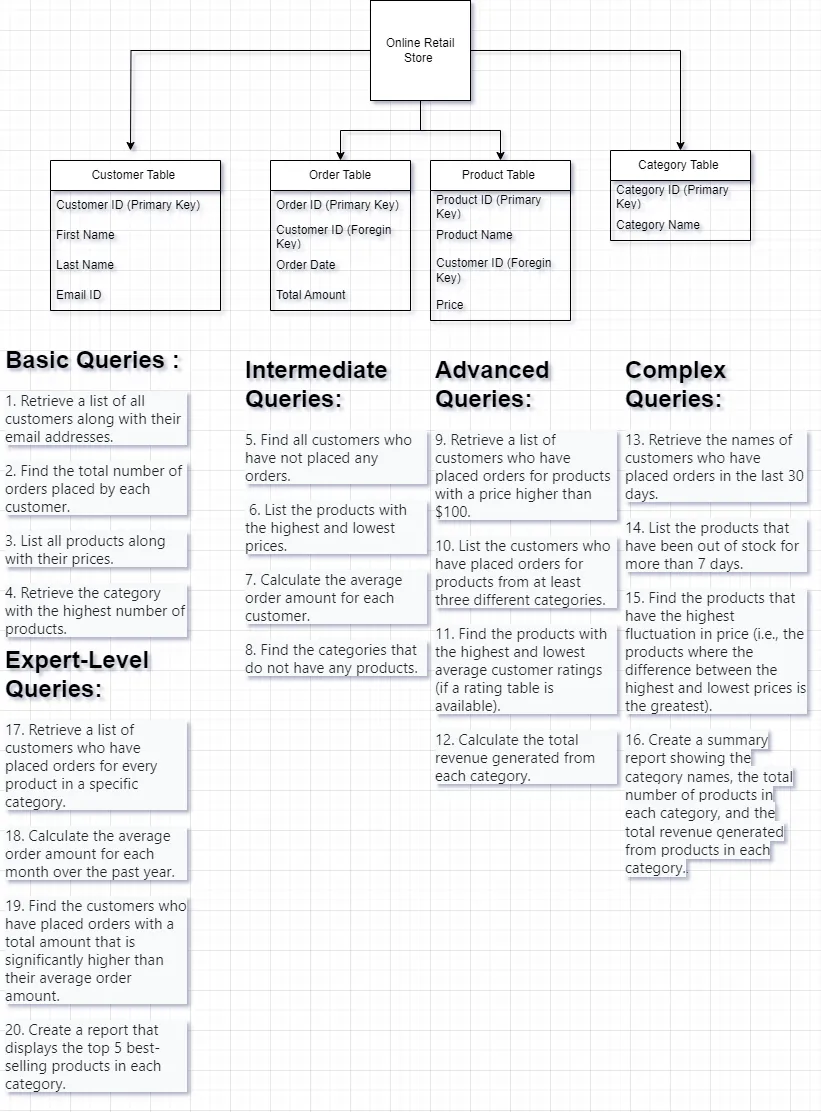 Online Retail
Store
Customer Table
Customer ID (Primary Key)
First Name
Last Name
Email ID
Order Table
Order ID (Primary Key)
Customer ID (Foregin
Key)
Order Date
Total Amount
Product Table
Product ID (Primary
Key)
Product Name
Customer ID (Foregin
Key)
Price
Category Table
Category ID (Primary
Key)
Category Name
Basic Queries :
1. Retrieve a list of all
customers along with their
email addresses.
2. Find the total number of
orders placed by each
customer.
3. List all products along
with their prices.
4. Retrieve the category
with the highest number of
products.
Expert-Level
Queries:
17. Retrieve a list of
customers who have
placed orders for every
product in a specific
category.
18. Calculate the average
order amount for each
month over the past year.
19. Find the customers who
have placed orders with a
total amount that is
significantly higher than
their average order
amount.
20. Create a report that
displays the top 5 best-
selling products in each
category.
Intermediate
Queries:
5. Find all customers who
have not placed any
orders.
6. List the products with
the highest and lowest
prices.
7. Calculate the average
order amount for each
customer.
8. Find the categories that
do not have any products.
Advanced
Queries:
9. Retrieve a list of
customers who have
placed orders for products
with a price higher than
$100.
10. List the customers who
have placed orders for
products from at least
three different categories.
11. Find the products with
the highest and lowest
average customer ratings
(if a rating table is
available).
12. Calculate the total
revenue generated from
each category.
Complex
Queries:
13. Retrieve the names of
customers who have
placed orders in the last 30
days.
14. List the products that
have been out of stock for
more than 7 days.
15. Find the products that
have the highest
fluctuation in price (i.e., the
products where the
difference between the
highest and lowest prices is
the greatest).
16. Create a summary
report showing the
category names, the total
number of products in
each category, and the
total revenue generated
from products in each
category..